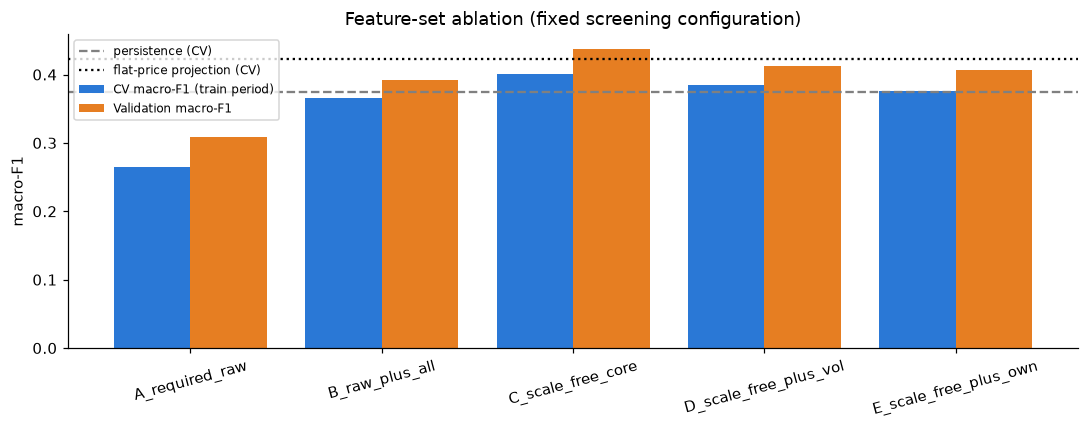 Feature-set ablation (fixed screening configuration)
persistence (CV)
flat-price projection (CV)
CV macro-F1 (train period)
Validation macro-F1
macro-F1
0.4
0.3
0.2
0.1
0.0
A_required_raw
B_raw_plus_all
C_scale_free_core
D_scale_free_plus_vol
E_scale_free_plus_own